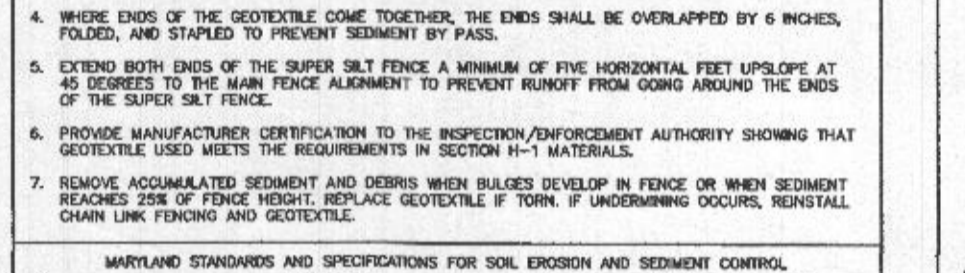 4. WHERE ENDS OF THE GEOTEXTILE COME TOGETHER, THE ENDS SHALL BE OVERLAPPED BY 6 INCHES,
FOLDED, AND STAPLED TO PREVENT SEDIMENT BY PASS.
5. EXTEND BOTH ENDS OF THE SUPER SILT FENCE A MINIMUM OF FIVE HORIZONTAL FEET UPSLOPE AT
45 DEGREES TO THE MAIN FENCE ALIGNMENT TO PREVENT RUNOFF FROM GOING AROUND THE ENDS
OF THE SUPER SILT FENCE.
6. PROVIDE MANUFACTURER CERTIFICATION TO THE INSPECTION/ENFORCEMENT AUTHORITY SHOWING THAT
GEOTEXTILE USED MEETS THE REQUIREMENTS IN SECTION H-1 MATERIALS.
7. REMOVE ACCUMULATED SEDIMENT AND DEBRIS WHEN BULGES DEVELOP IN FENCE OR WHEN SEDIMENT
REACHES 25% OF FENCE HEIGHT. REPLACE GEOTEXTILE IF TORN. IF UNDERMINING OCCURS, REINSTALL
CHAIN LINK FENCING AND GEOTEXTILE.
MARYLAND STANDARDS AND SPECIFICATIONS FOR SOIL EROSION AND SEDIMENT CONTROL